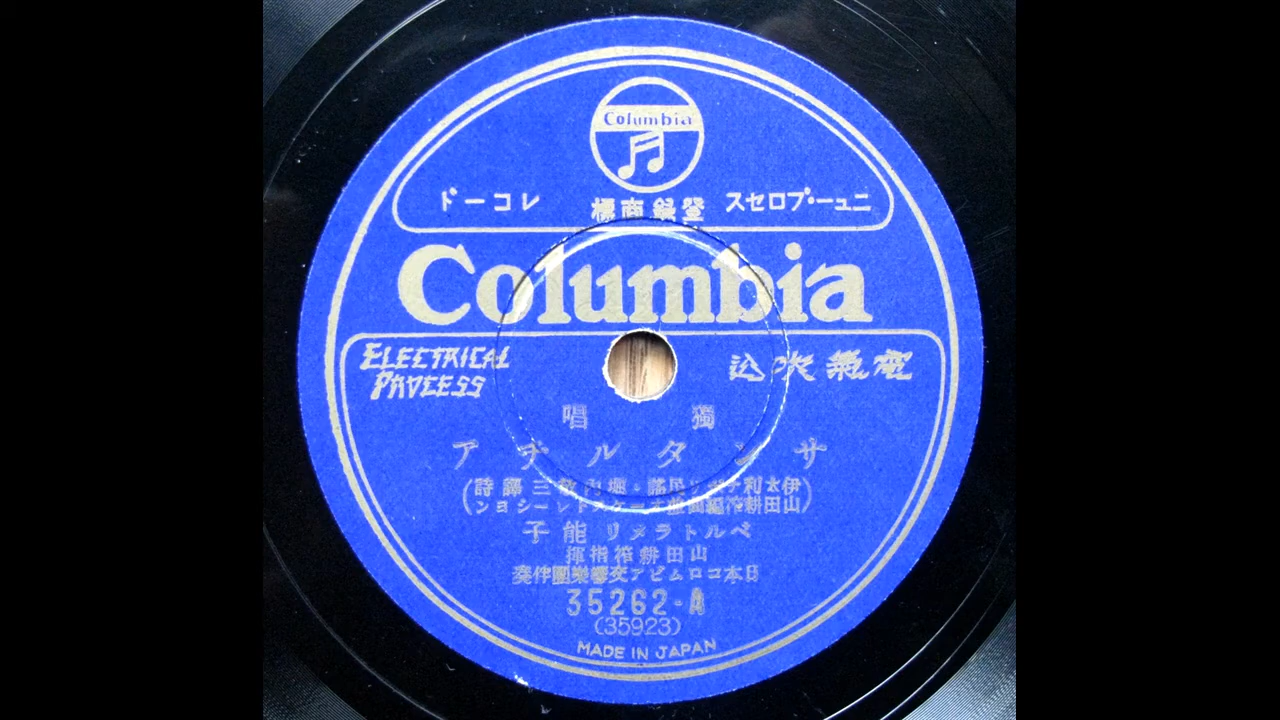 Columbia
ニュー・プロセス 登録商標 レコード
Columbia
ELECTRICAL 電氣吹込
PROCESS
獨唱
サンタルチア
(伊太利ナポリ民謡・堀内敬三譯詩
山田耕筰編曲並オーケストレーション)
ベルトラメリ能子
山田耕筰指揮
日本コロムビア交響樂團伴奏
35262-A
(35923)
MADE IN JAPAN